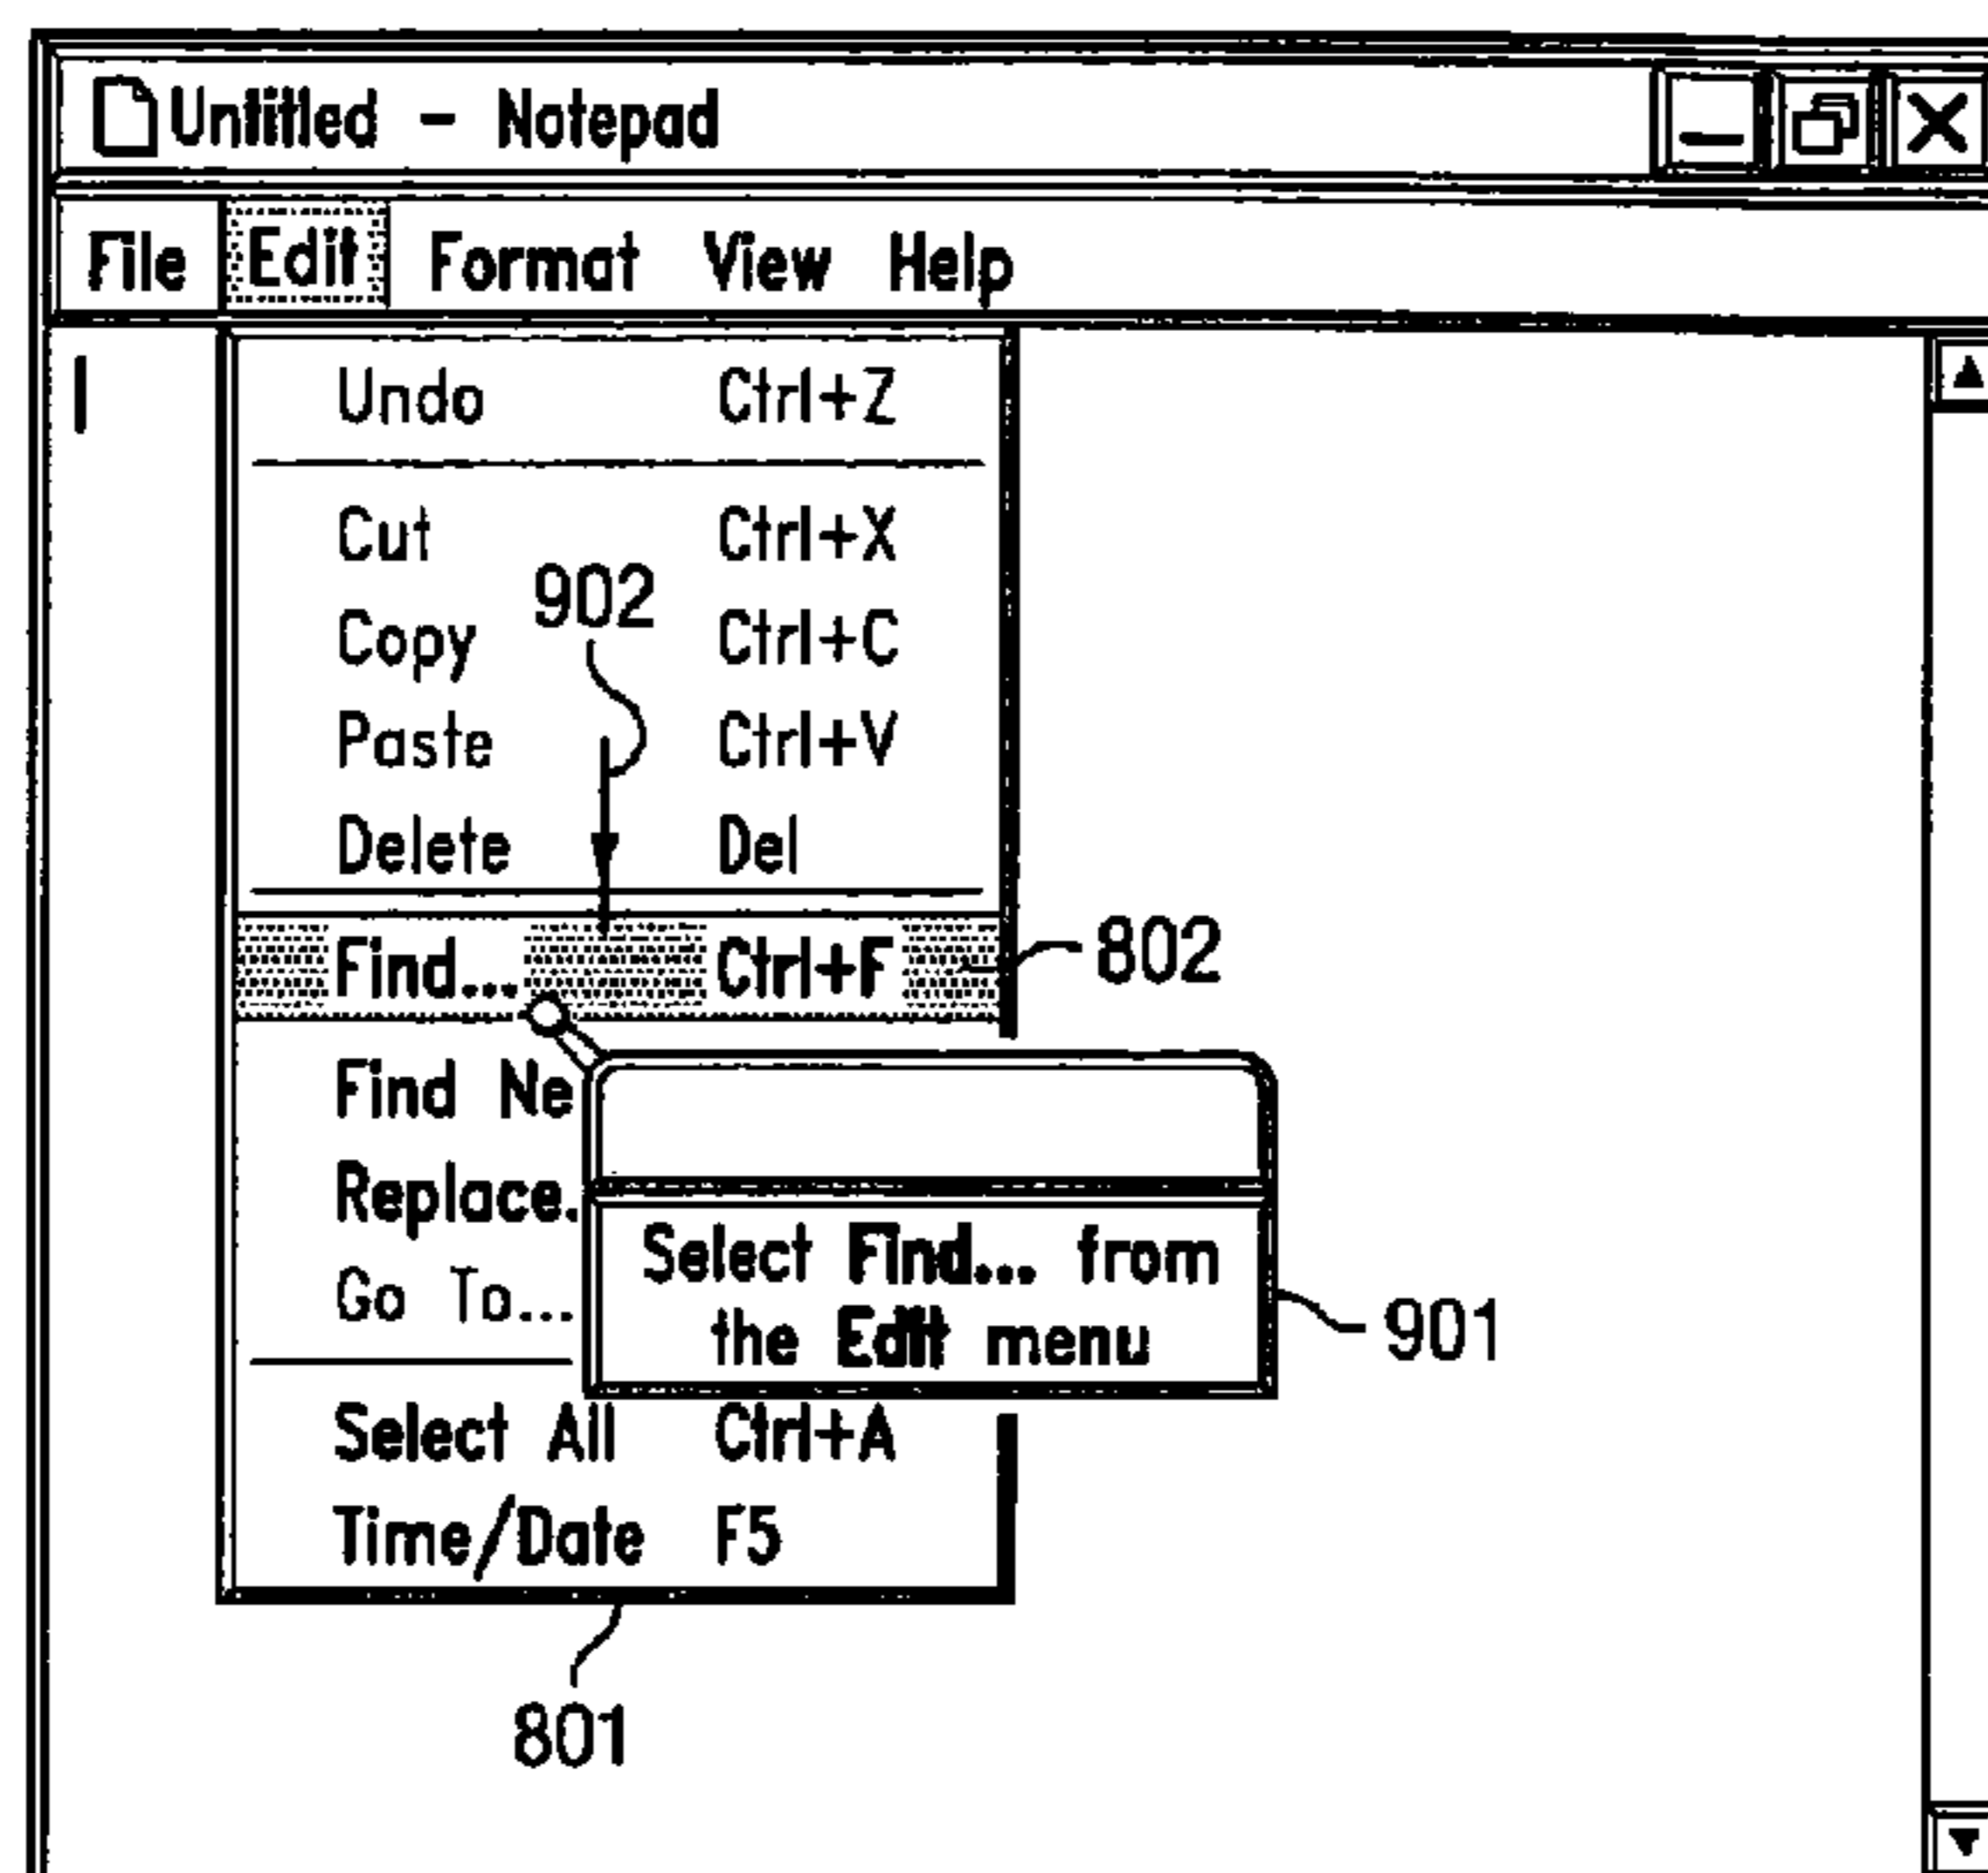 Untitled - Notepad
File Edit Format View Help
Undo Ctrl+Z
Cut Ctrl+X
902
Copy Ctrl+C
Paste Ctrl+V
Delete Del
Find... Ctrl+F
802
Find Ne
Replace.
Select Find... from
Go To...
the Edit menu
901
Select All Ctrl+A
Time/Date F5
801